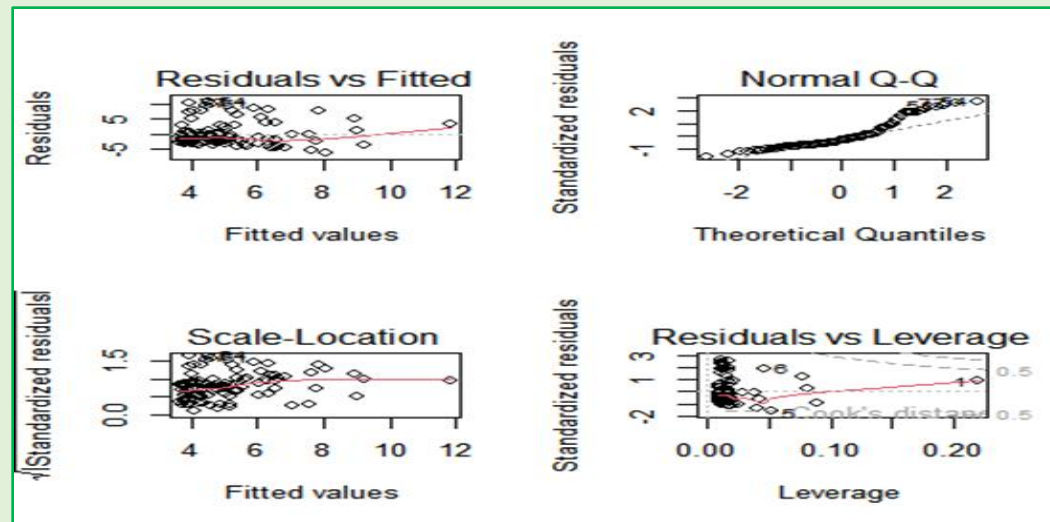 Residuals vs Fitted
Residuals
5
-5
4 6 8 10 12
Fitted values
Normal Q-Q
Standardized residuals
2
-1
-2 0 1 2
Theoretical Quantiles
Scale-Location
√|Standardized residuals|
1.5
0.0
4 6 8 10 12
Fitted values
Residuals vs Leverage
Standardized residuals
3
1
-2
6
1
5
0.5
0.5
Cook's distanc
0.00 0.10 0.20
Leverage